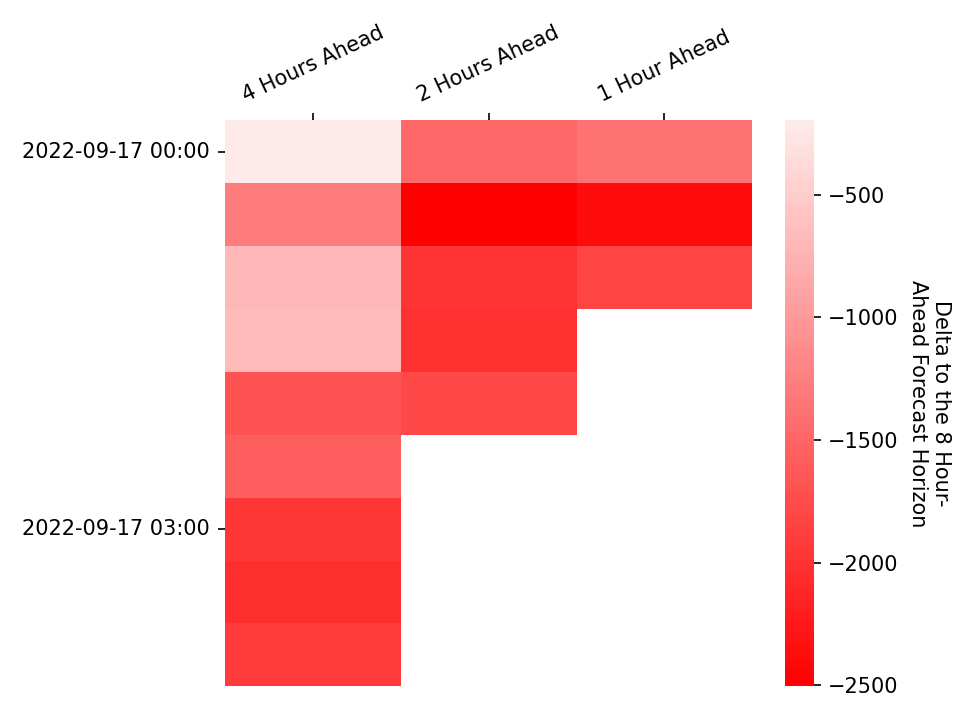 4 Hours Ahead
2 Hours Ahead
1 Hour Ahead
2022-09-17 00:00
2022-09-17 03:00
−500
−1000
−1500
−2000
−2500
Delta to the 8 Hour-
Ahead Forecast Horizon